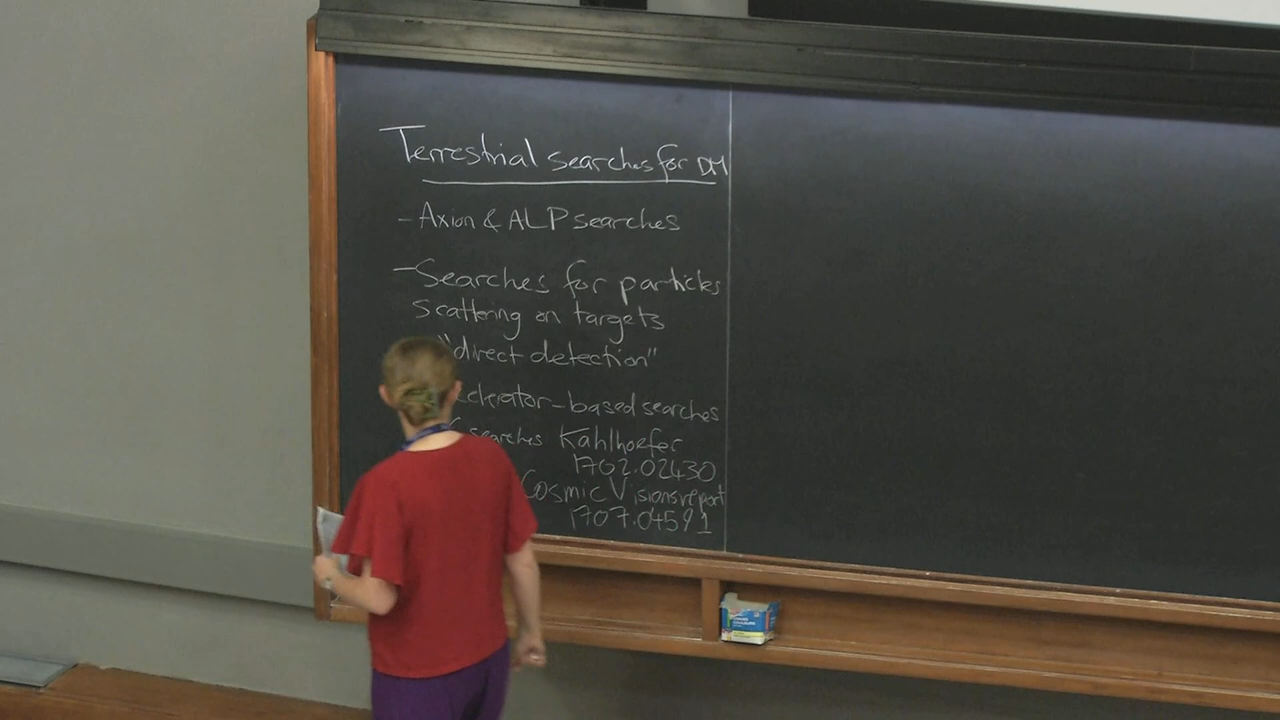 Terrestrial searches for DM
- Axion & ALP searches
- Searches for particles
scattering on targets
"direct detection"
celerator-based searches
searches Kahlhoefer
1702.02430
Cosmic Visions report
1707.04591